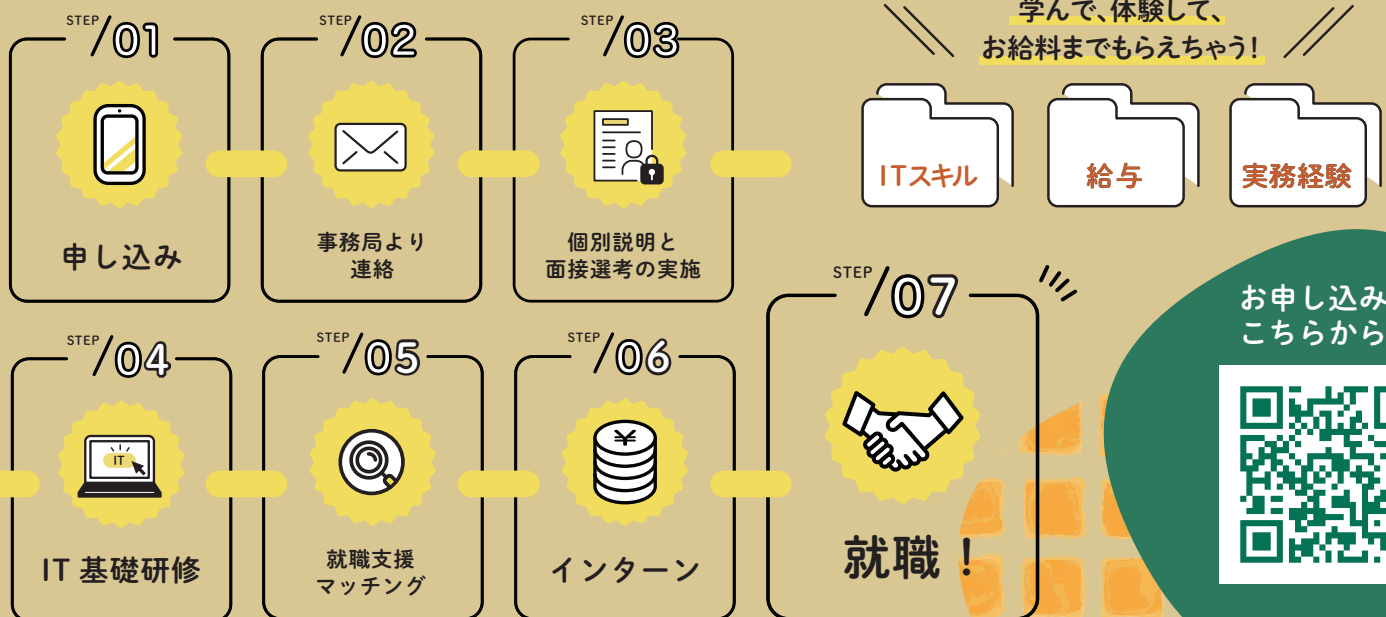 STEP/01
申し込み
STEP/02
事務局より
連絡
STEP/03
個別説明と
面接選考の実施
STEP/04
IT
IT 基礎研修
STEP/05
就職支援
マッチング
STEP/06
¥
インターン
STEP/07
就職！
学んで、体験して、
お給料までもらえちゃう!
ITスキル
給与
実務経験
お申し込み
こちらから